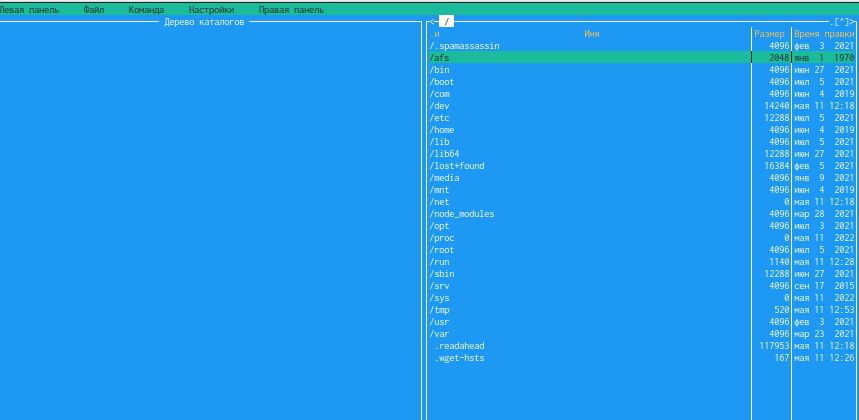 Левая панель Файл Команда Настройки Правая панель
Дерево каталогов
<- / .[^]>
.и Имя Размер Время правки
/.spamassassin 4096 фев 3 2021
/afs 2048 янв 1 1970
/bin 4096 июн 27 2021
/boot 4096 июл 5 2021
/com 4096 июн 4 2019
/dev 14240 мая 11 12:18
/etc 12288 июл 5 2021
/home 4096 июн 4 2019
/lib 4096 июл 5 2021
/lib64 12288 июн 27 2021
/lost+found 16384 фев 5 2021
/media 4096 янв 9 2021
/mnt 4096 июн 4 2019
/net 0 мая 11 12:18
/node_modules 4096 мар 28 2021
/opt 4096 июл 3 2021
/proc 0 мая 11 2022
/root 4096 июл 5 2021
/run 1140 мая 11 12:28
/sbin 12288 июн 27 2021
/srv 4096 сен 17 2015
/sys 0 мая 11 2022
/tmp 520 мая 11 12:53
/usr 4096 фев 3 2021
/var 4096 мар 23 2021
.readahead 117953 мая 11 12:18
.wget-hsts 167 мая 11 12:26